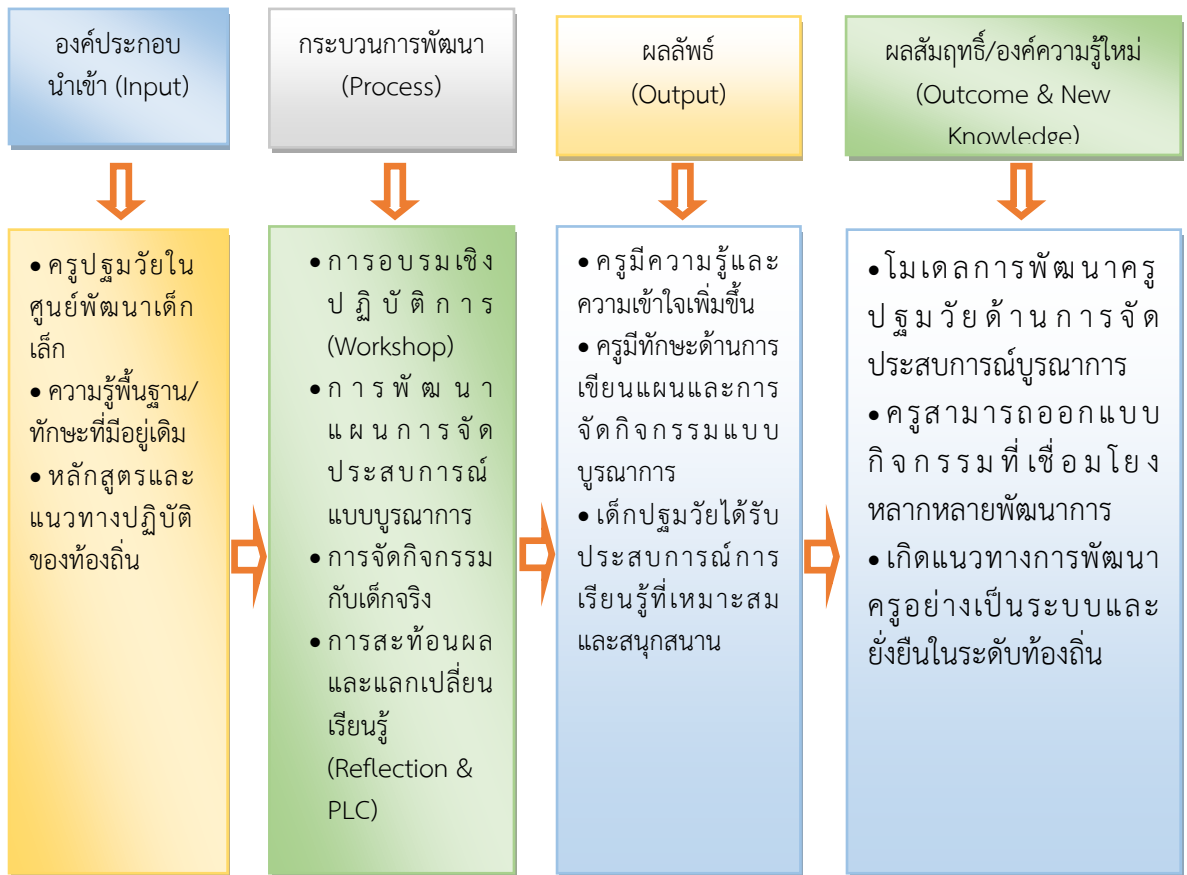 องค์ประกอบ
นำเข้า (Input)
กระบวนการพัฒนา
(Process)
ผลลัพธ์
(Output)
ผลสัมฤทธิ์/องค์ความรู้ใหม่
(Outcome & New
Knowledge)
• ครูปฐมวัยใน
ศูนย์พัฒนาเด็ก
เล็ก
• ความรู้พื้นฐาน/
ทักษะที่มีอยู่เดิม
• หลักสูตรและ
แนวทางปฏิบัติ
ของท้องถิ่น
• การอบรมเชิง
ปฏิบัติการ
(Workshop)
• การพัฒนา
แผนการจัด
ประสบการณ์
แบบบูรณาการ
• การจัดกิจกรรม
กับเด็กจริง
• การสะท้อนผล
และแลกเปลี่ยน
เรียนรู้
(Reflection &
PLC)
• ครูมีความรู้และ
ความเข้าใจเพิ่มขึ้น
• ครูมีทักษะด้านการ
เขียนแผนและการ
จัดกิจกรรมแบบ
บูรณาการ
• เด็กปฐมวัยได้รับ
ประสบการณ์การ
เรียนรู้ที่เหมาะสม
และสนุกสนาน
• โมเดลการพัฒนาครู
ปฐมวัยด้านการจัด
ประสบการณ์บูรณาการ
• ครูสามารถออกแบบ
กิจกรรมที่เชื่อมโยง
หลากหลายพัฒนาการ
• เกิดแนวทางการพัฒนา
ครูอย่างเป็นระบบและ
ยั่งยืนในระดับท้องถิ่น